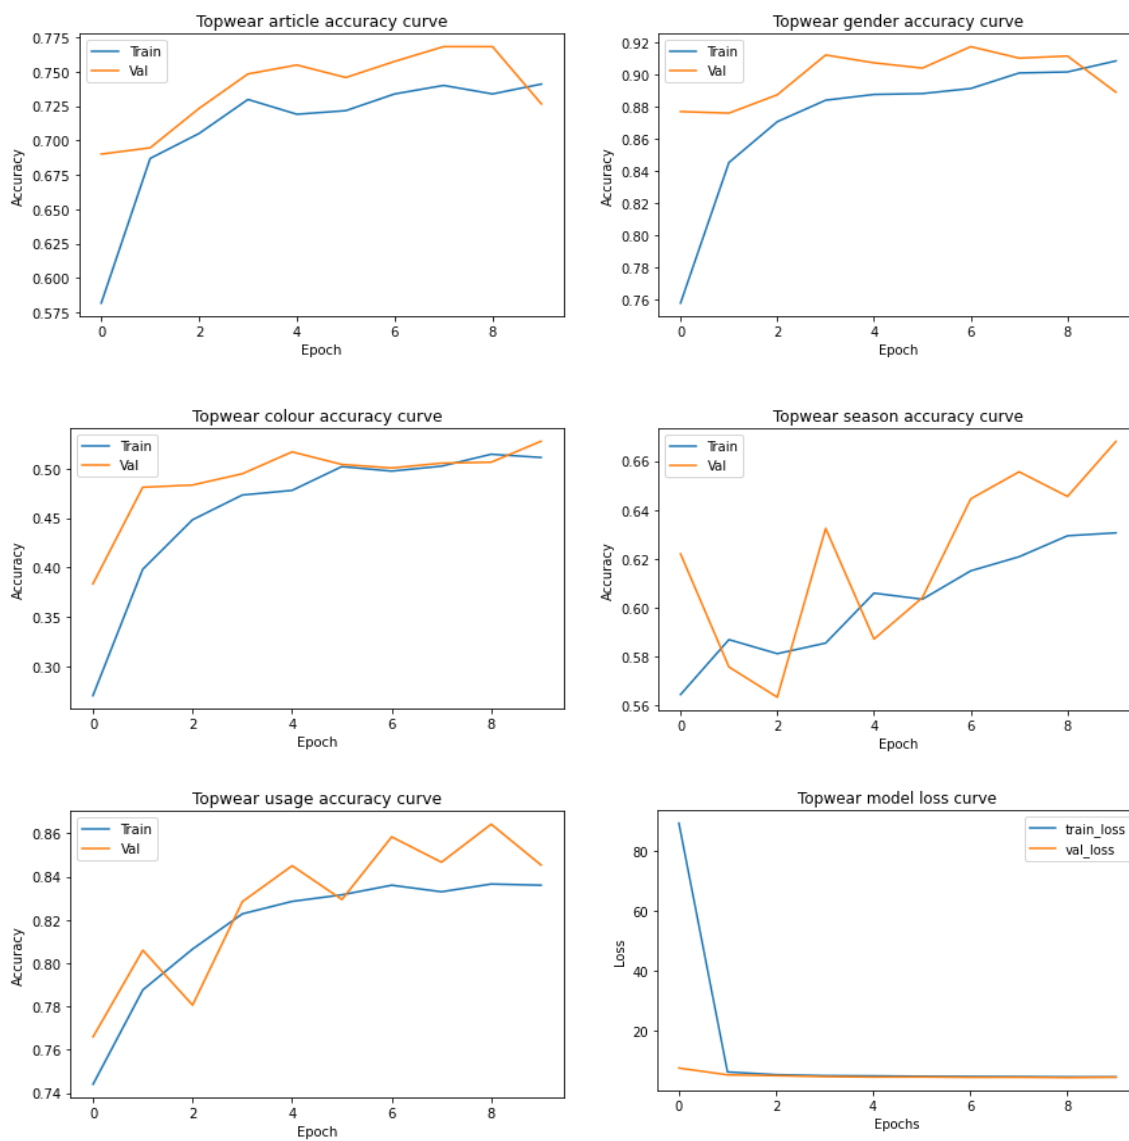 Topwear article accuracy curve
Train
Val
0.775
0.750
0.725
0.700
0.675
0.650
0.625
0.600
0.575
Accuracy
0 2 4 6 8
Epoch
Topwear gender accuracy curve
Train
Val
0.92
0.90
0.88
0.86
0.84
0.82
0.80
0.78
0.76
Accuracy
0 2 4 6 8
Epoch
Topwear colour accuracy curve
Train
Val
0.50
0.45
0.40
0.35
0.30
Accuracy
0 2 4 6 8
Epoch
Topwear season accuracy curve
Train
Val
0.66
0.64
0.62
0.60
0.58
0.56
Accuracy
0 2 4 6 8
Epoch
Topwear usage accuracy curve
Train
Val
0.86
0.84
0.82
0.80
0.78
0.76
0.74
Accuracy
0 2 4 6 8
Epoch
Topwear model loss curve
train_loss
val_loss
80
60
40
20
Loss
0 2 4 6 8
Epochs